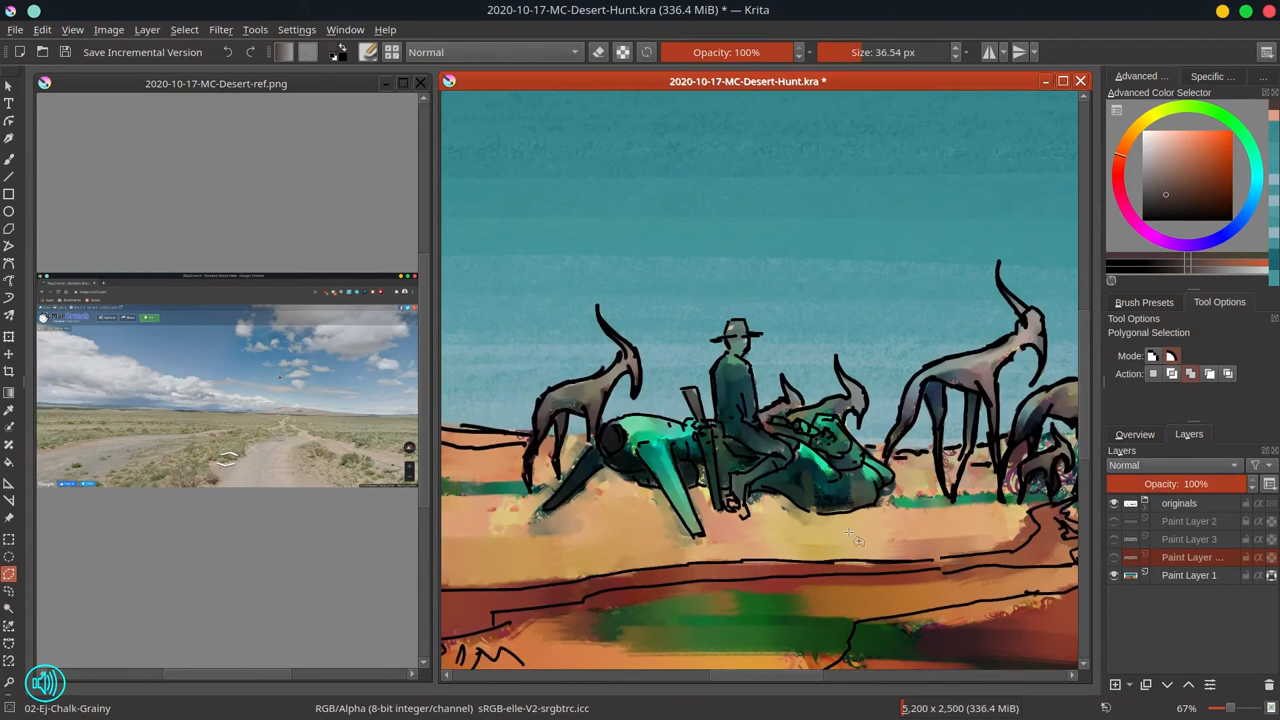 2020-10-17-MC-Desert-Hunt.kra (336.4 MiB) * — Krita
File Edit View Image Layer Select Filter Tools Settings Window Help
Save Incremental Version Normal Opacity: 100% Size: 36.54 px
2020-10-17-MC-Desert-ref.png
2020-10-17-MC-Desert-Hunt.kra *
Advanced ... Specific ... ...
Advanced Color Selector
Brush Presets Tool Options
Tool Options
Polygonal Selection
Mode:
Action:
Overview Layers
Layers
Normal
Opacity: 100%
originals
Paint Layer 2
Paint Layer 3
Paint Layer ...
Paint Layer 1
02-Ej-Chalk-Grainy RGB/Alpha (8-bit integer/channel) sRGB-elle-V2-srgbtrc.icc 5,200 x 2,500 (336.4 MiB) 67%